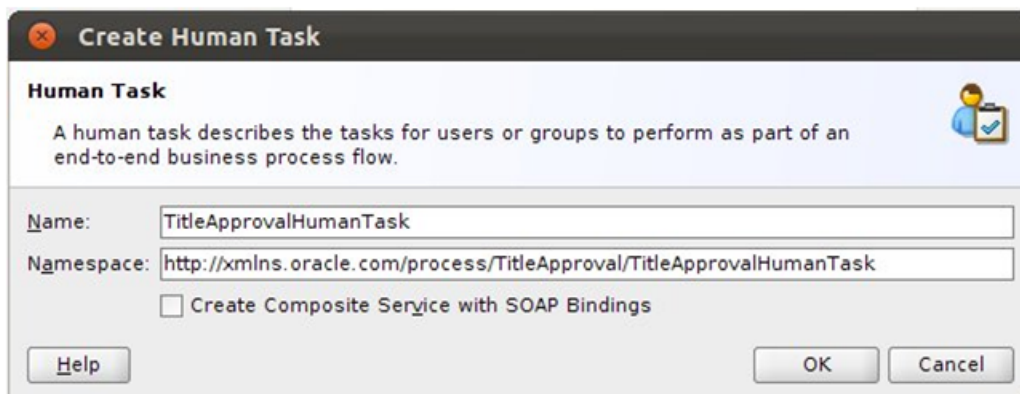 Create Human Task
Human Task
A human task describes the tasks for users or groups to perform as part of an
end-to-end business process flow.
Name: TitleApprovalHumanTask
Namespace: http://xmlns.oracle.com/process/TitleApproval/TitleApprovalHumanTask
Create Composite Service with SOAP Bindings
Help OK Cancel